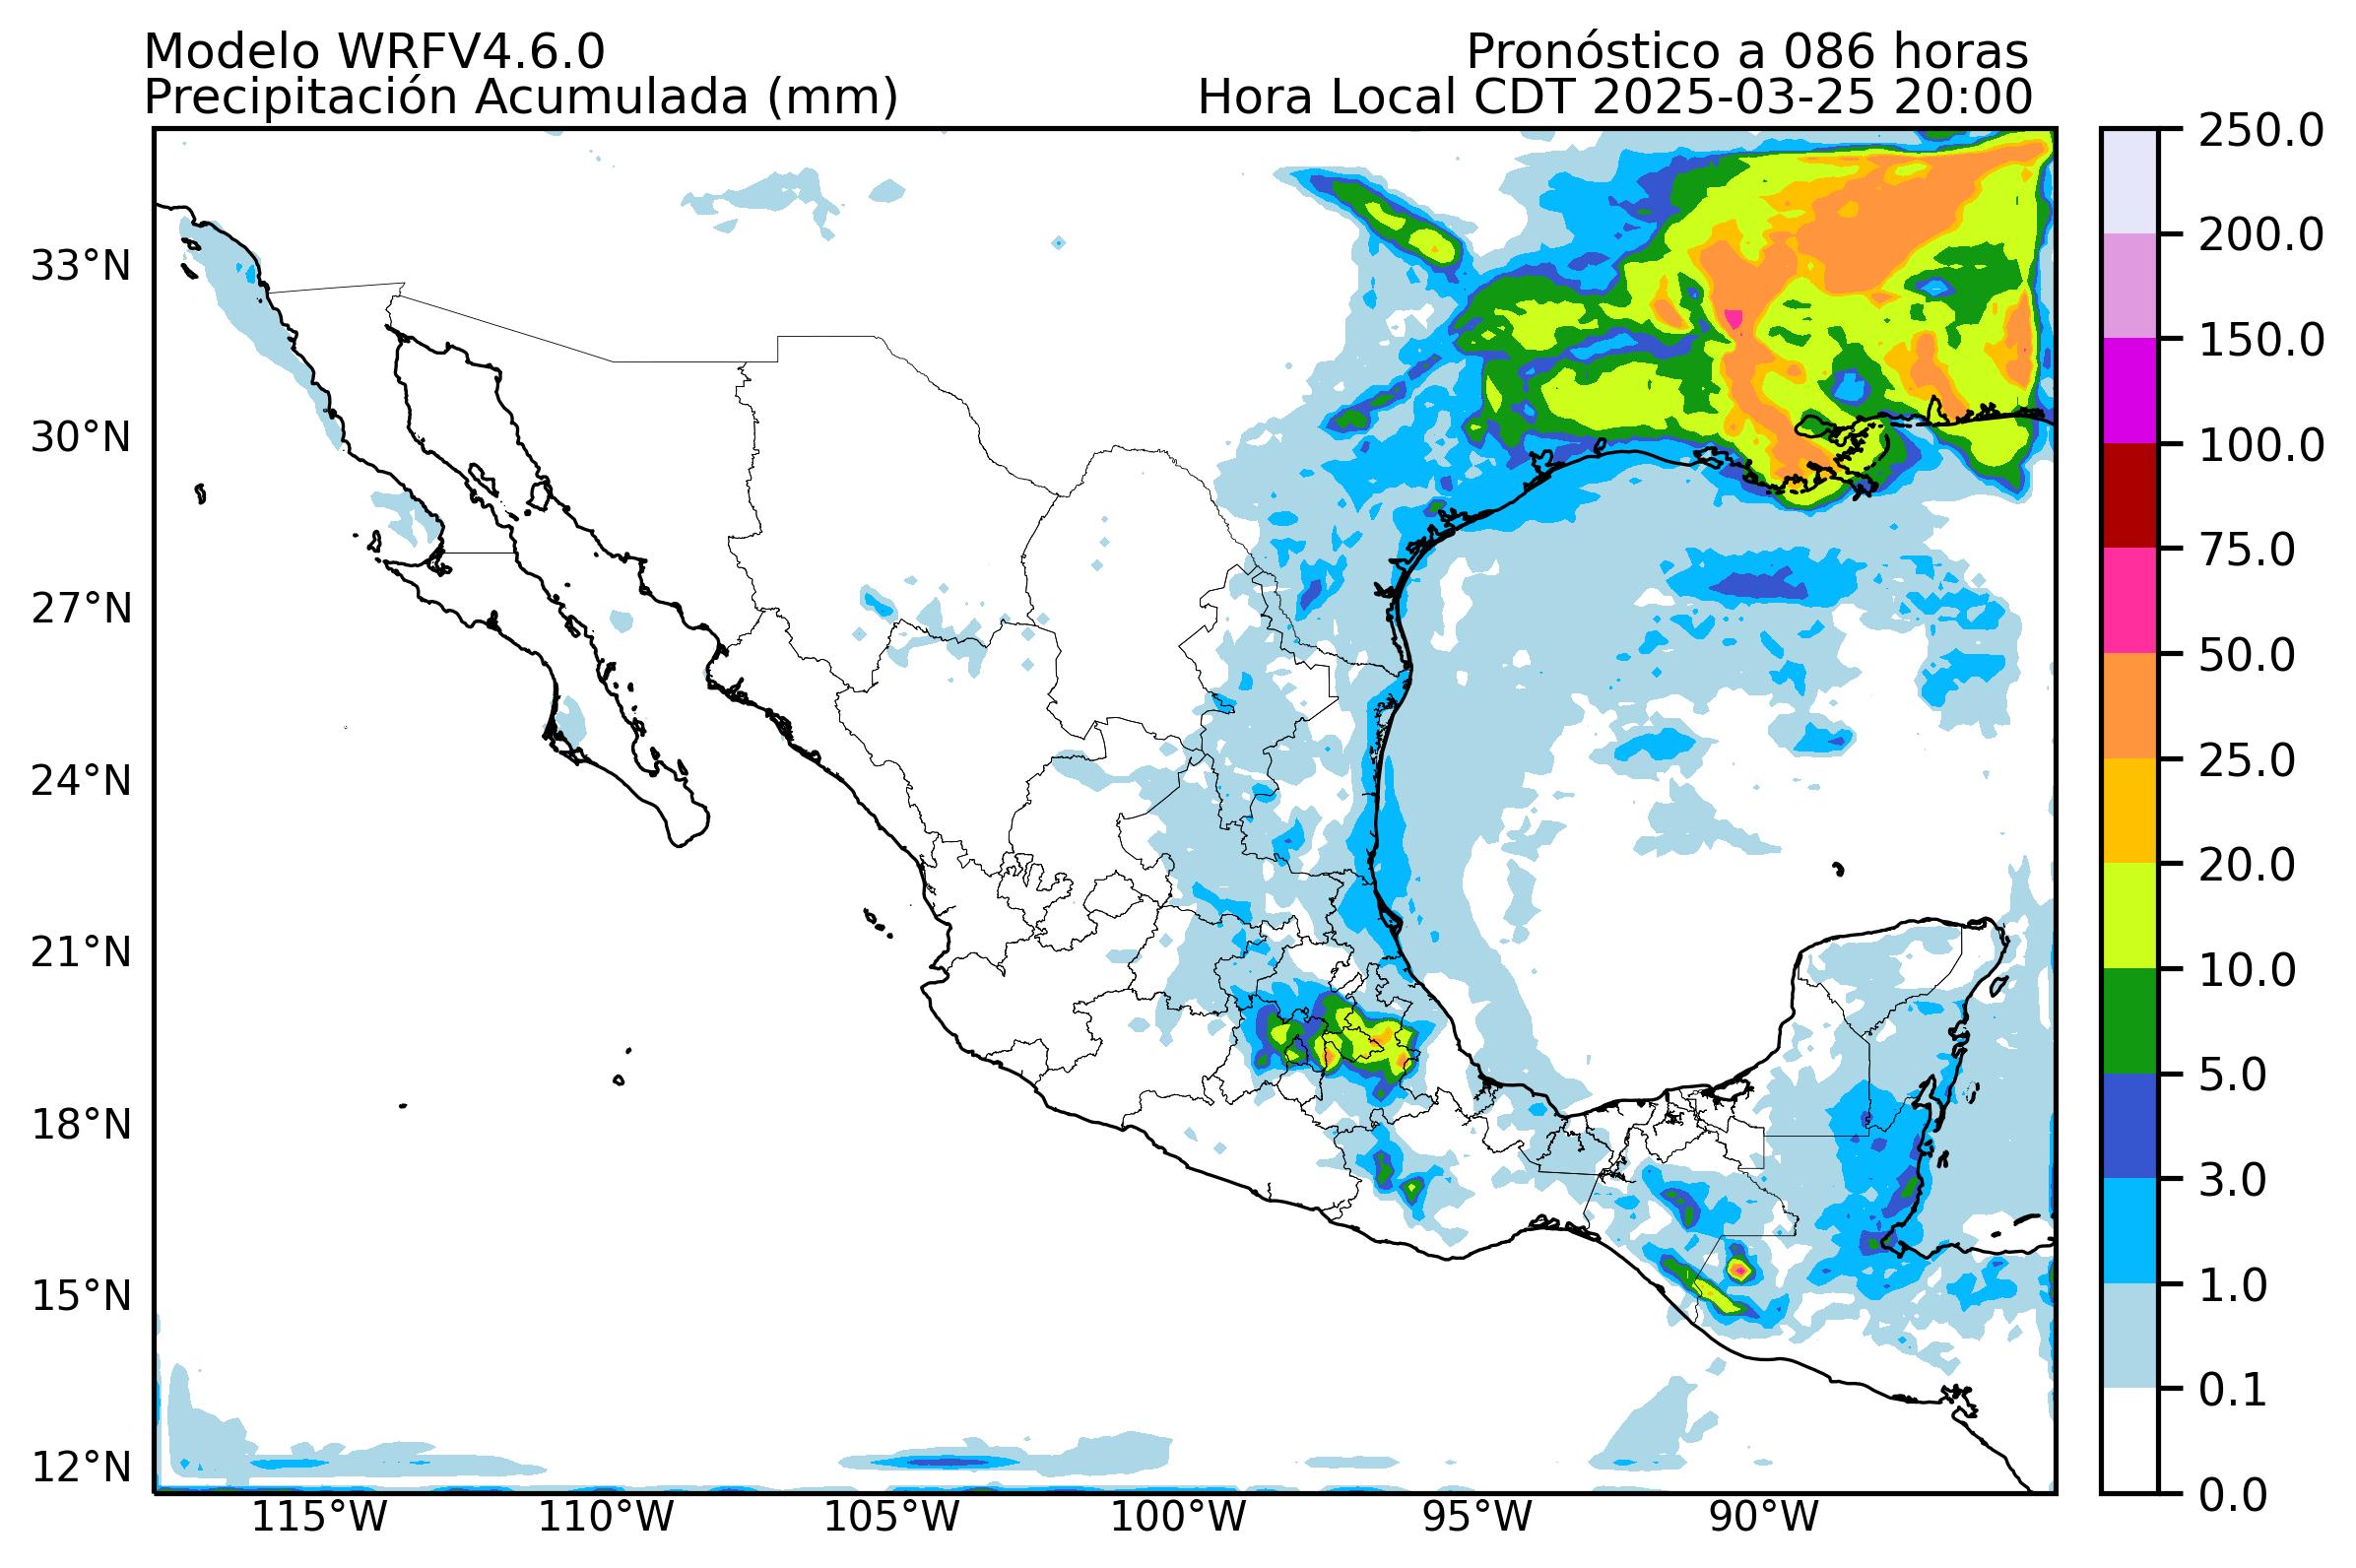 Modelo WRFV4.6.0
Pronóstico a 086 horas
Precipitación Acumulada (mm)
Hora Local CDT 2025-03-25 20:00
33°N
30°N
27°N
24°N
21°N
18°N
15°N
12°N
115°W
110°W
105°W
100°W
95°W
90°W
250.0
200.0
150.0
100.0
75.0
50.0
25.0
20.0
10.0
5.0
3.0
1.0
0.1
0.0